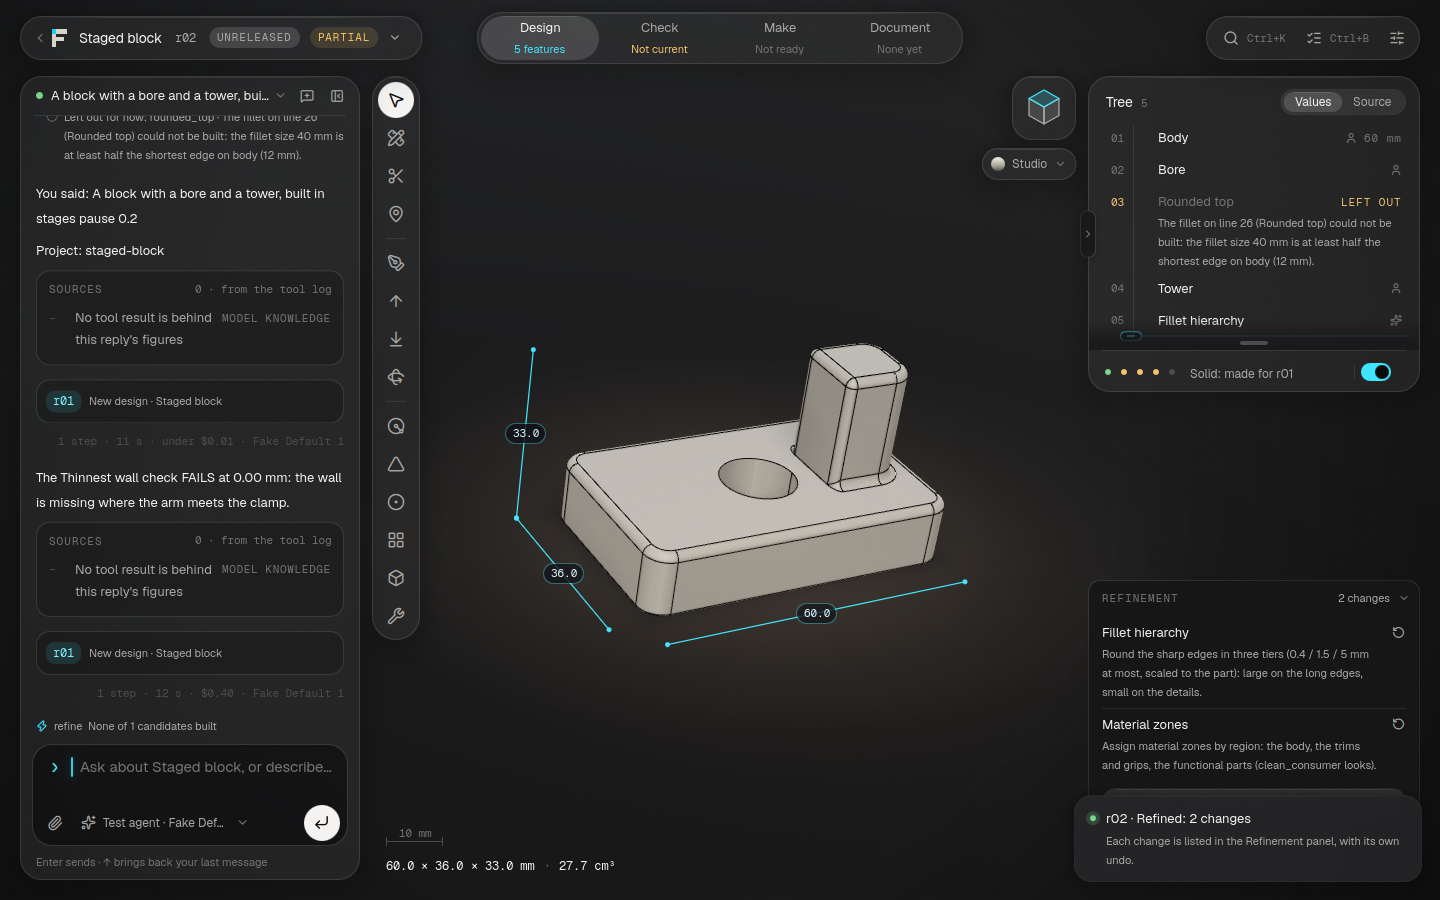 Staged block r02 UNRELEASED PARTIAL
Design
5 features
Check
Not current
Make
Not ready
Document
None yet
Ctrl+K
Ctrl+B
A block with a bore and a tower, bui...
Left out for now: rounded_top · The fillet on line 26
(Rounded top) could not be built: the fillet size 40 mm is
at least half the shortest edge on body (12 mm).
You said: A block with a bore and a tower, built in
stages pause 0.2
Project: staged-block
SOURCES 0 · from the tool log
– No tool result is behind MODEL KNOWLEDGE
this reply's figures
r01 New design · Staged block
1 step · 11 s · under $0.01 · Fake Default 1
The Thinnest wall check FAILS at 0.00 mm: the wall
is missing where the arm meets the clamp.
SOURCES 0 · from the tool log
– No tool result is behind MODEL KNOWLEDGE
this reply's figures
r01 New design · Staged block
1 step · 12 s · $0.40 · Fake Default 1
refine None of 1 candidates built
› Ask about Staged block, or describe...
Test agent · Fake Def...
Enter sends · ↑ brings back your last message
33.0
36.0
60.0
10 mm
60.0 × 36.0 × 33.0 mm · 27.7 cm³
Studio
Tree 5 Values Source
01 Body 60 mm
02 Bore
03 Rounded top LEFT OUT
The fillet on line 26 (Rounded top) could not be
built: the fillet size 40 mm is at least half the
shortest edge on body (12 mm).
04 Tower
05 Fillet hierarchy
Solid: made for r01
REFINEMENT 2 changes
Fillet hierarchy
Round the sharp edges in three tiers (0.4 / 1.5 / 5 mm
at most, scaled to the part): large on the long edges,
small on the details.
Material zones
Assign material zones by region: the body, the trims
and grips, the functional parts (clean_consumer looks).
r02 · Refined: 2 changes
Each change is listed in the Refinement panel, with its own
undo.